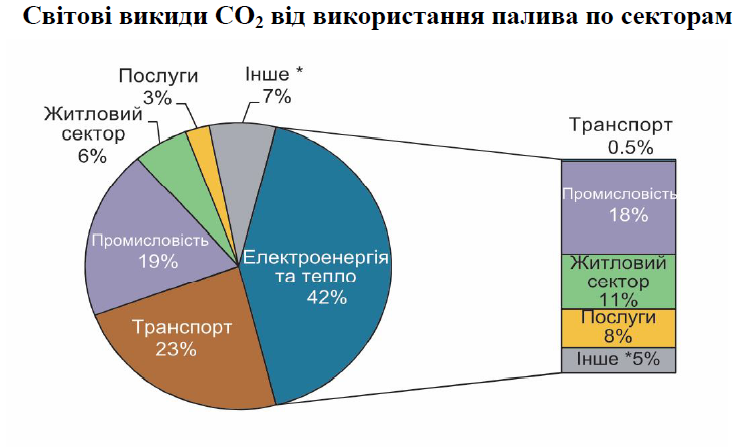 Світові викиди CO₂ від використання палива по секторам
Послуги
3%
Інше *
7%
Житловий
сектор
6%
Промисловість
19%
Електроенергія
та тепло
42%
Транспорт
23%
Транспорт
0.5%
Промисловість
18%
Житловий
сектор
11%
Послуги
8%
Інше *5%